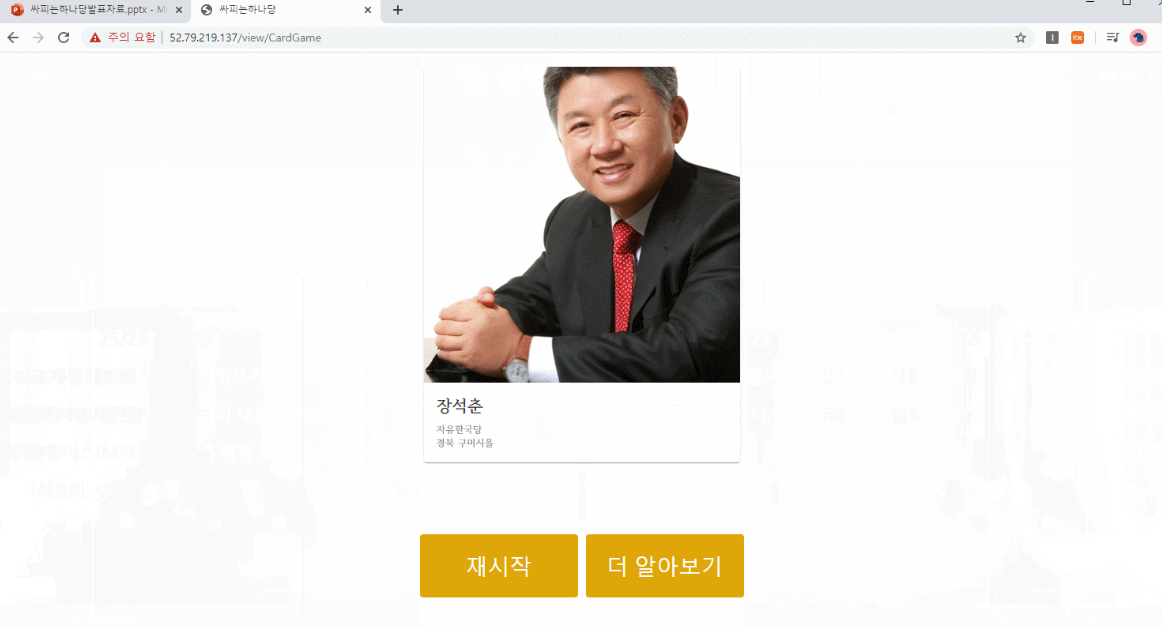 싸피는하나당발표자료.pptx - Mi
싸피는하나당
주의 요함 | 52.79.219.137/view/CardGame
장석춘
자유한국당
경북 구미시을
재시작
더 알아보기